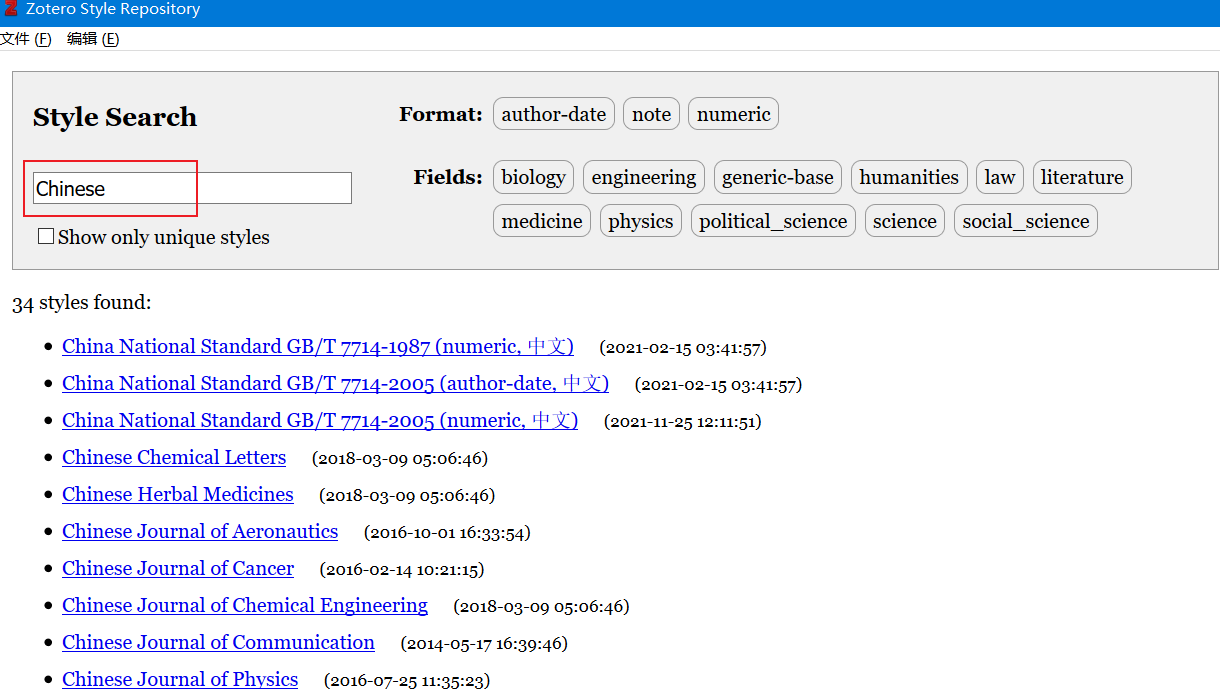 Zotero Style Repository
文件 (F) 编辑 (E)
Style Search
Format: author-date note numeric
Chinese
Fields: biology engineering generic-base humanities law literature
medicine physics political_science science social_science
Show only unique styles
34 styles found:
China National Standard GB/T 7714-1987 (numeric, 中文) (2021-02-15 03:41:57)
China National Standard GB/T 7714-2005 (author-date, 中文) (2021-02-15 03:41:57)
China National Standard GB/T 7714-2005 (numeric, 中文) (2021-11-25 12:11:51)
Chinese Chemical Letters (2018-03-09 05:06:46)
Chinese Herbal Medicines (2018-03-09 05:06:46)
Chinese Journal of Aeronautics (2016-10-01 16:33:54)
Chinese Journal of Cancer (2016-02-14 10:21:15)
Chinese Journal of Chemical Engineering (2018-03-09 05:06:46)
Chinese Journal of Communication (2014-05-17 16:39:46)
Chinese Journal of Physics (2016-07-25 11:35:23)